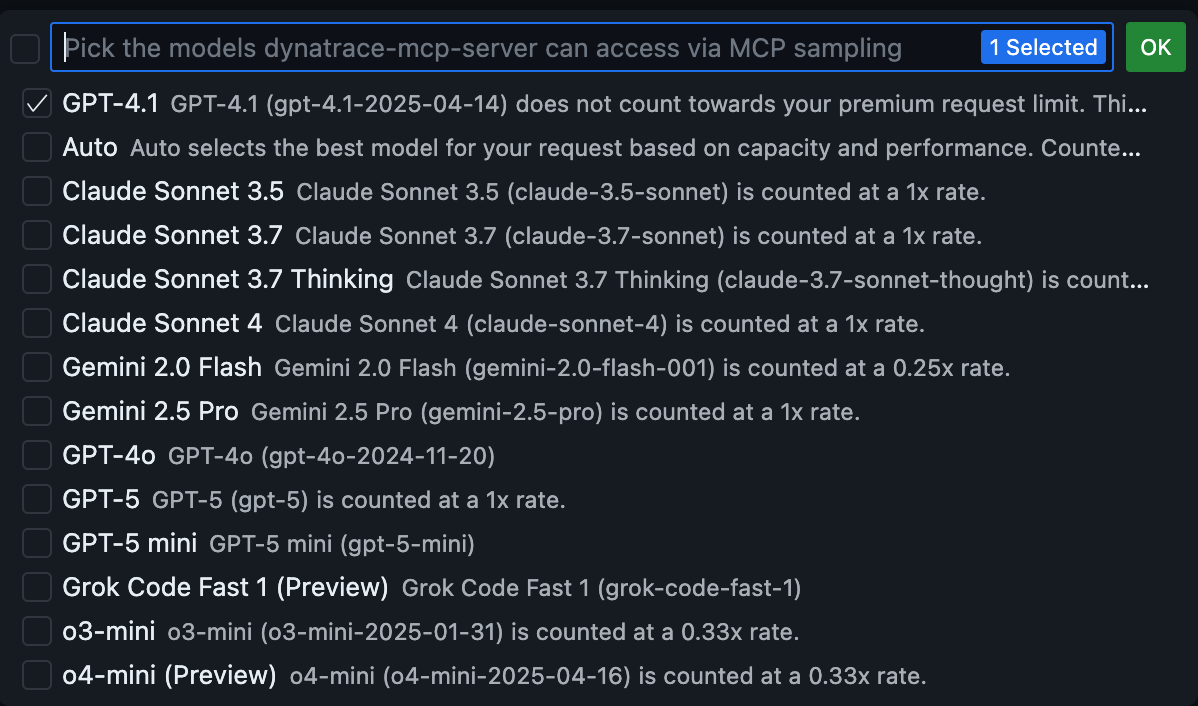 Pick the models dynatrace-mcp-server can access via MCP sampling 1 Selected OK
GPT-4.1 GPT-4.1 (gpt-4.1-2025-04-14) does not count towards your premium request limit. Thi...
Auto Auto selects the best model for your request based on capacity and performance. Counte...
Claude Sonnet 3.5 Claude Sonnet 3.5 (claude-3.5-sonnet) is counted at a 1x rate.
Claude Sonnet 3.7 Claude Sonnet 3.7 (claude-3.7-sonnet) is counted at a 1x rate.
Claude Sonnet 3.7 Thinking Claude Sonnet 3.7 Thinking (claude-3.7-sonnet-thought) is count...
Claude Sonnet 4 Claude Sonnet 4 (claude-sonnet-4) is counted at a 1x rate.
Gemini 2.0 Flash Gemini 2.0 Flash (gemini-2.0-flash-001) is counted at a 0.25x rate.
Gemini 2.5 Pro Gemini 2.5 Pro (gemini-2.5-pro) is counted at a 1x rate.
GPT-4o GPT-4o (gpt-4o-2024-11-20)
GPT-5 GPT-5 (gpt-5) is counted at a 1x rate.
GPT-5 mini GPT-5 mini (gpt-5-mini)
Grok Code Fast 1 (Preview) Grok Code Fast 1 (grok-code-fast-1)
o3-mini o3-mini (o3-mini-2025-01-31) is counted at a 0.33x rate.
o4-mini (Preview) o4-mini (o4-mini-2025-04-16) is counted at a 0.33x rate.